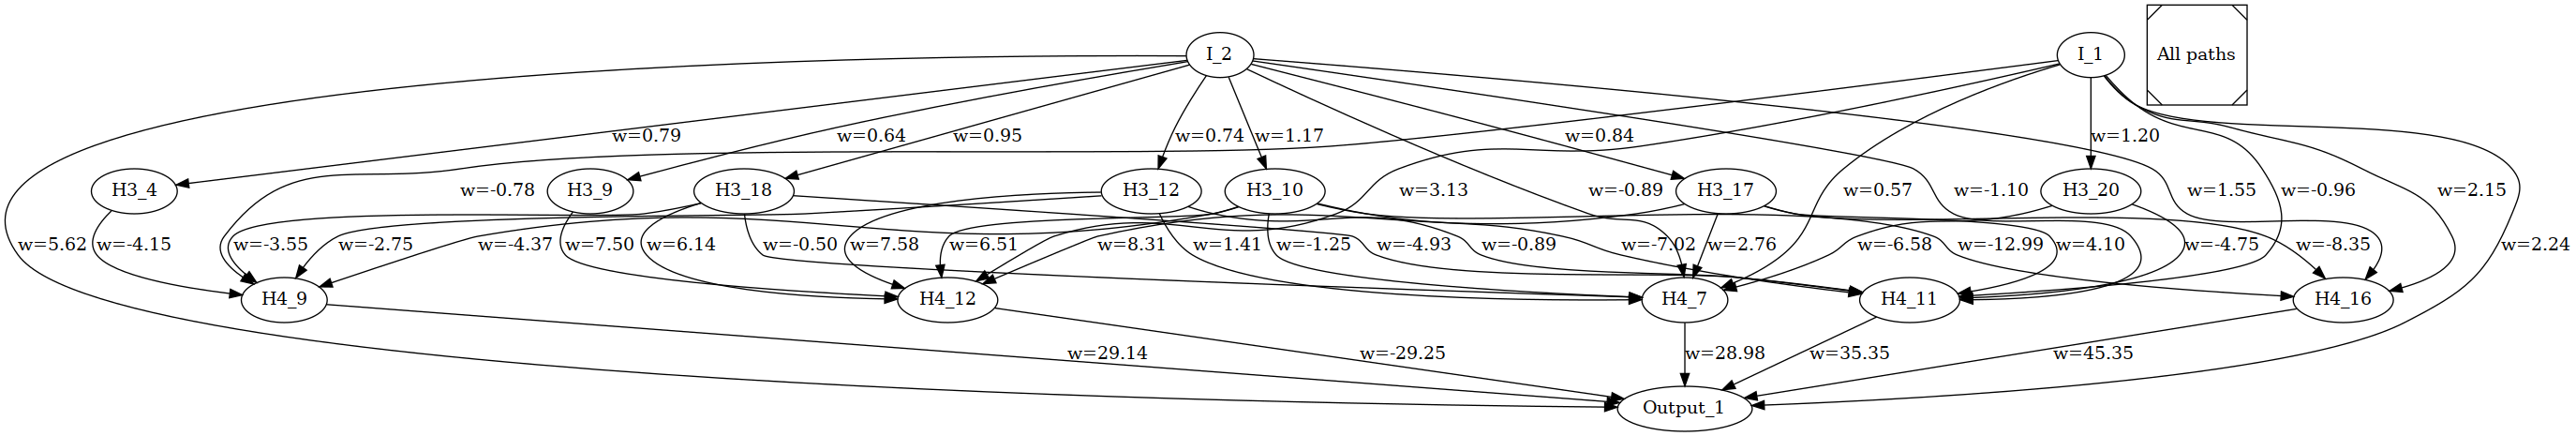 I_2
I_1
All paths
w=0.79
w=0.64
w=0.95
w=0.74
w=1.17
w=0.84
w=1.20
H3_4
w=-0.78
H3_9
H3_18
H3_12
H3_10
w=3.13
w=-0.89
H3_17
w=0.57
w=-1.10
H3_20
w=1.55
w=-0.96
w=2.15
w=5.62
w=-4.15
w=-3.55
w=-2.75
w=-4.37
w=7.50
w=6.14
w=-0.50
w=7.58
w=6.51
w=8.31
w=1.41
w=-1.25
w=-4.93
w=-0.89
w=-7.02
w=2.76
w=-6.58
w=-12.99
w=4.10
w=-4.75
w=-8.35
w=2.24
H4_9
H4_12
H4_7
H4_11
H4_16
w=29.14
w=-29.25
w=28.98
w=35.35
w=45.35
Output_1